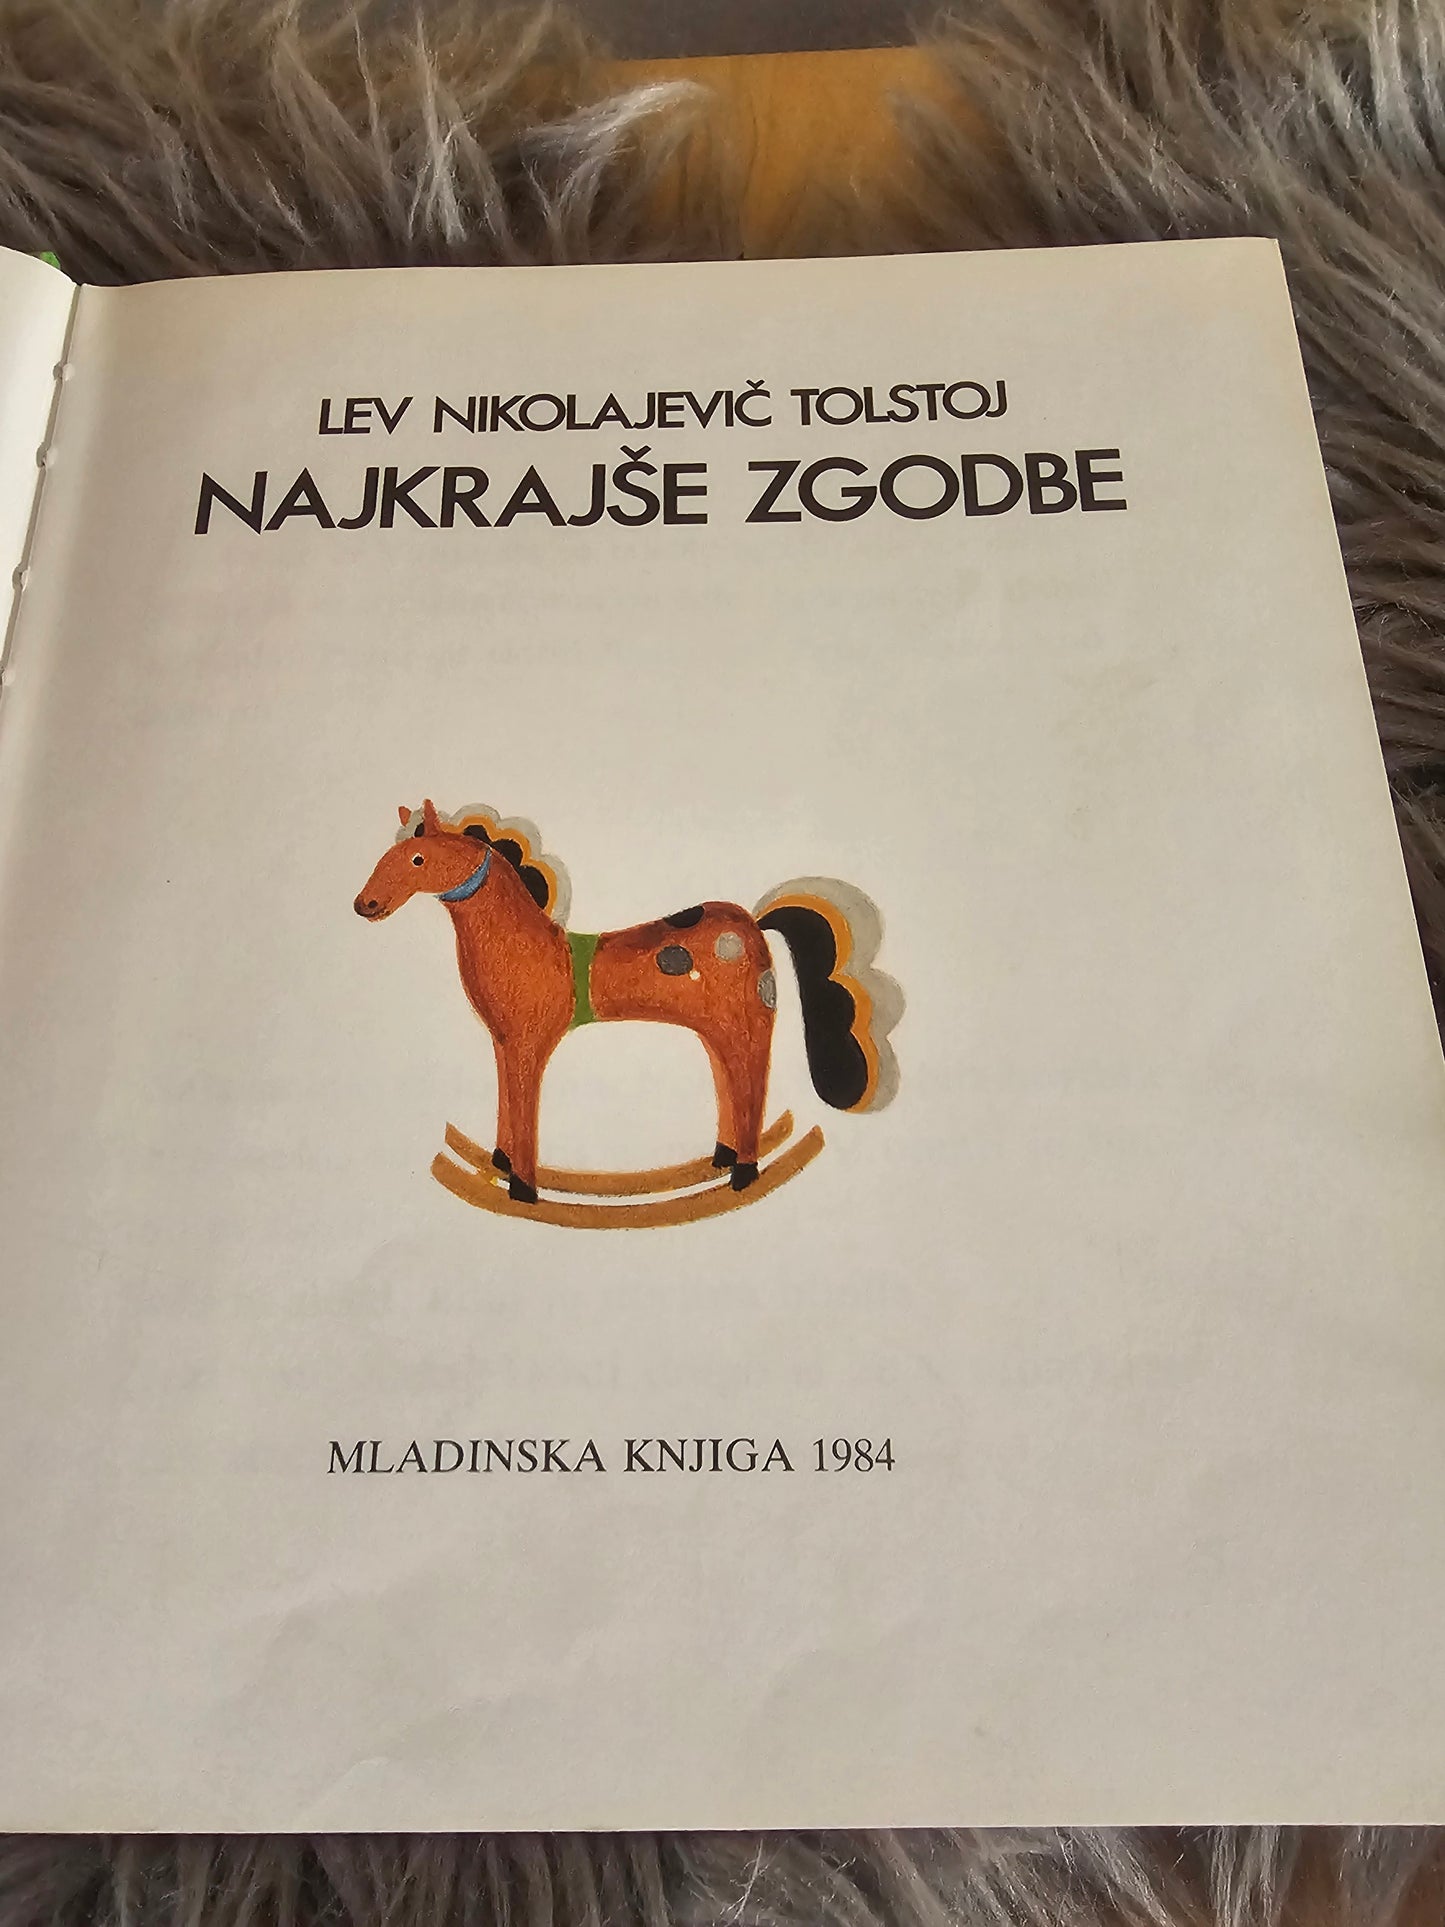 LEV NIKOLAJEVIČ TOLSTOJ
NAJKRAJŠE ZGODBE
MLADINSKA KNJIGA 1984